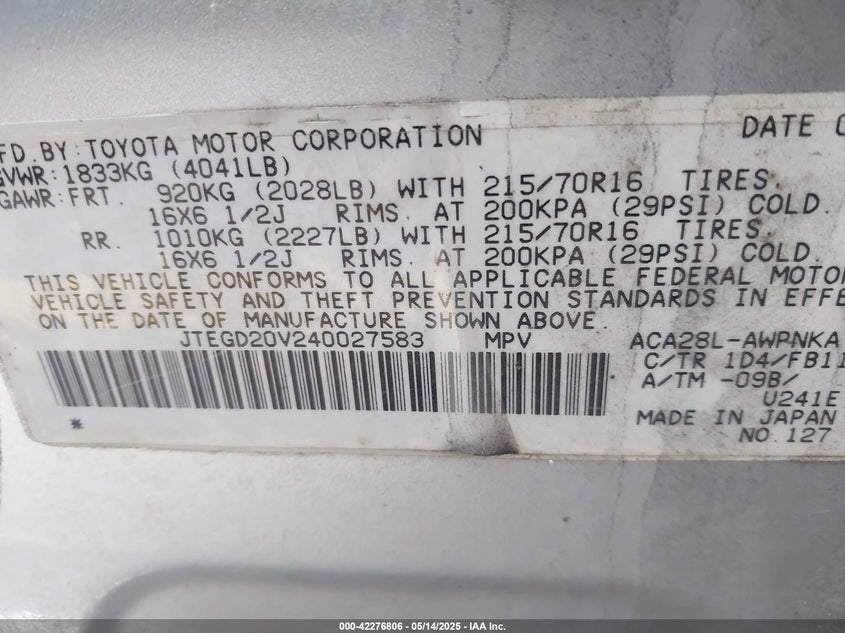 FD. BY: TOYOTA MOTOR CORPORATION DATE
GVWR: 1833KG (4041LB)
GAWR: FRT. 920KG (2028LB) WITH 215/70R16 TIRES.
16X6 1/2J RIMS. AT 200KPA (29PSI) COLD.
RR. 1010KG (2227LB) WITH 215/70R16 TIRES.
16X6 1/2J RIMS. AT 200KPA (29PSI) COLD.
THIS VEHICLE CONFORMS TO ALL APPLICABLE FEDERAL MOTOR
VEHICLE SAFETY AND THEFT PREVENTION STANDARDS IN EFFE
ON THE DATE OF MANUFACTURE SHOWN ABOVE.
JTEGD20V240027583 MPV ACA28L-AWPNKA
C/TR 1D4/FB11
A/TM -09B/
U241E
* MADE IN JAPAN
NO.127
000-42276806 | 05/14/2025 | IAA Inc.